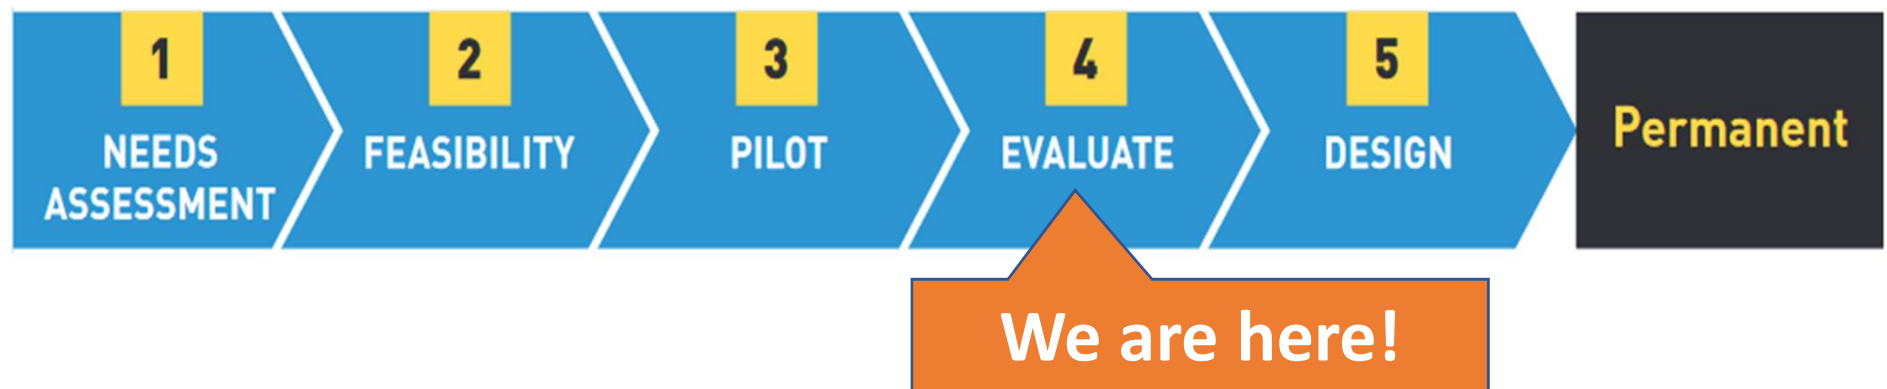 1
NEEDS
ASSESSMENT
2
FEASIBILITY
3
PILOT
4
EVALUATE
5
DESIGN
Permanent
We are here!